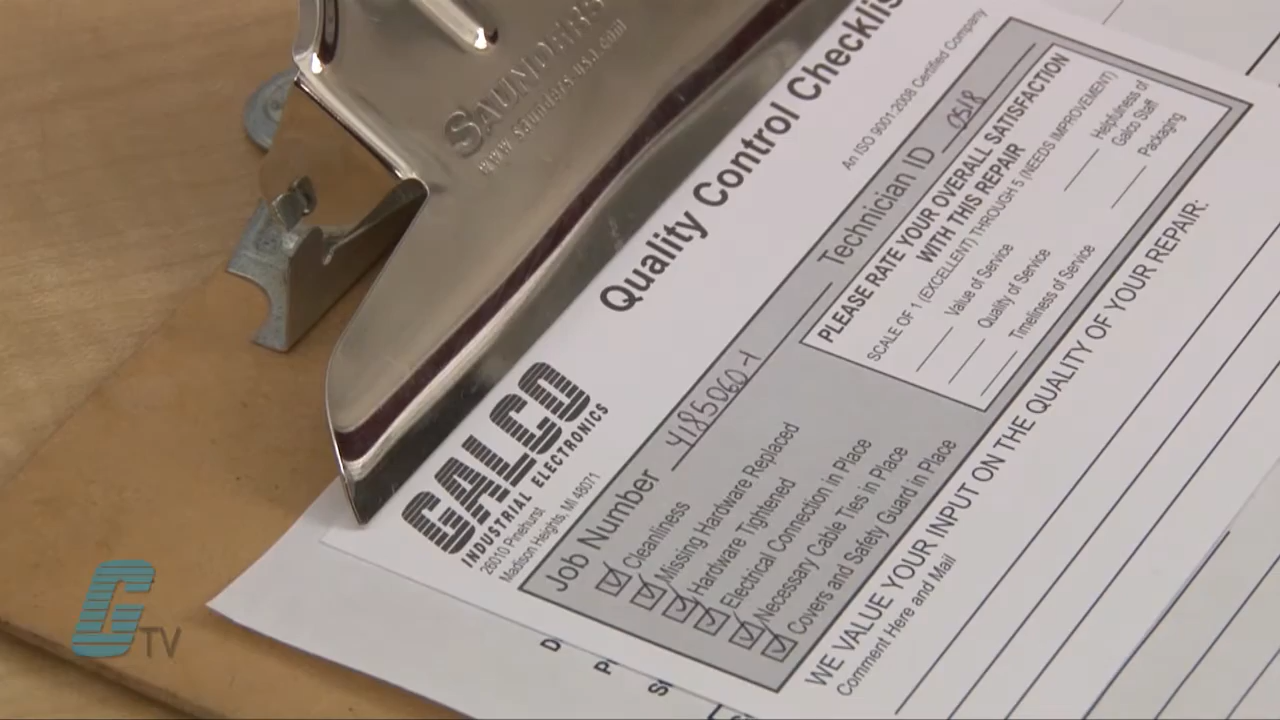 SAUNDERS
www.saunders-usa.com
Quality Control Checklist
An ISO 9001:2008 Certified Company
GALCO
INDUSTRIAL ELECTRONICS
26010 Pinehurst
Madison Heights, MI 48071
Job Number 4185060-1 Technician ID 0518
Cleanliness
Missing Hardware Replaced
Hardware Tightened
Electrical Connection in Place
Necessary Cable Ties in Place
Covers and Safety Guard in Place
PLEASE RATE YOUR OVERALL SATISFACTION
WITH THIS REPAIR
SCALE OF 1 (EXCELLENT) THROUGH 5 (NEEDS IMPROVEMENT)
Value of Service
Quality of Service
Timeliness of Service
Helpfulness of
Galco Staff
Packaging
WE VALUE YOUR INPUT ON THE QUALITY OF YOUR REPAIR:
Comment Here and Mail
G TV